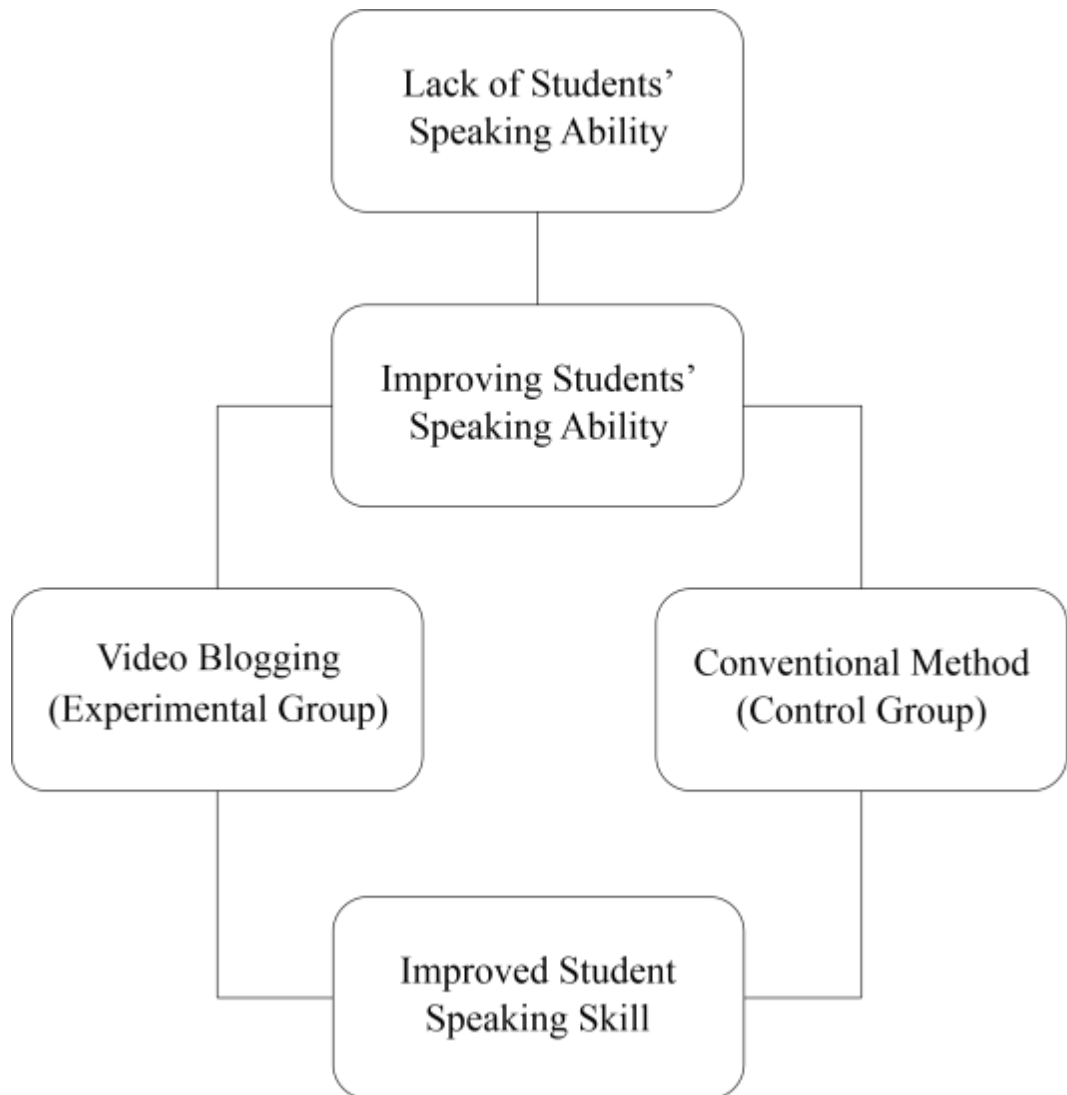 Lack of Students’
Speaking Ability
Improving Students’
Speaking Ability
Video Blogging
(Experimental Group)
Conventional Method
(Control Group)
Improved Student
Speaking Skill